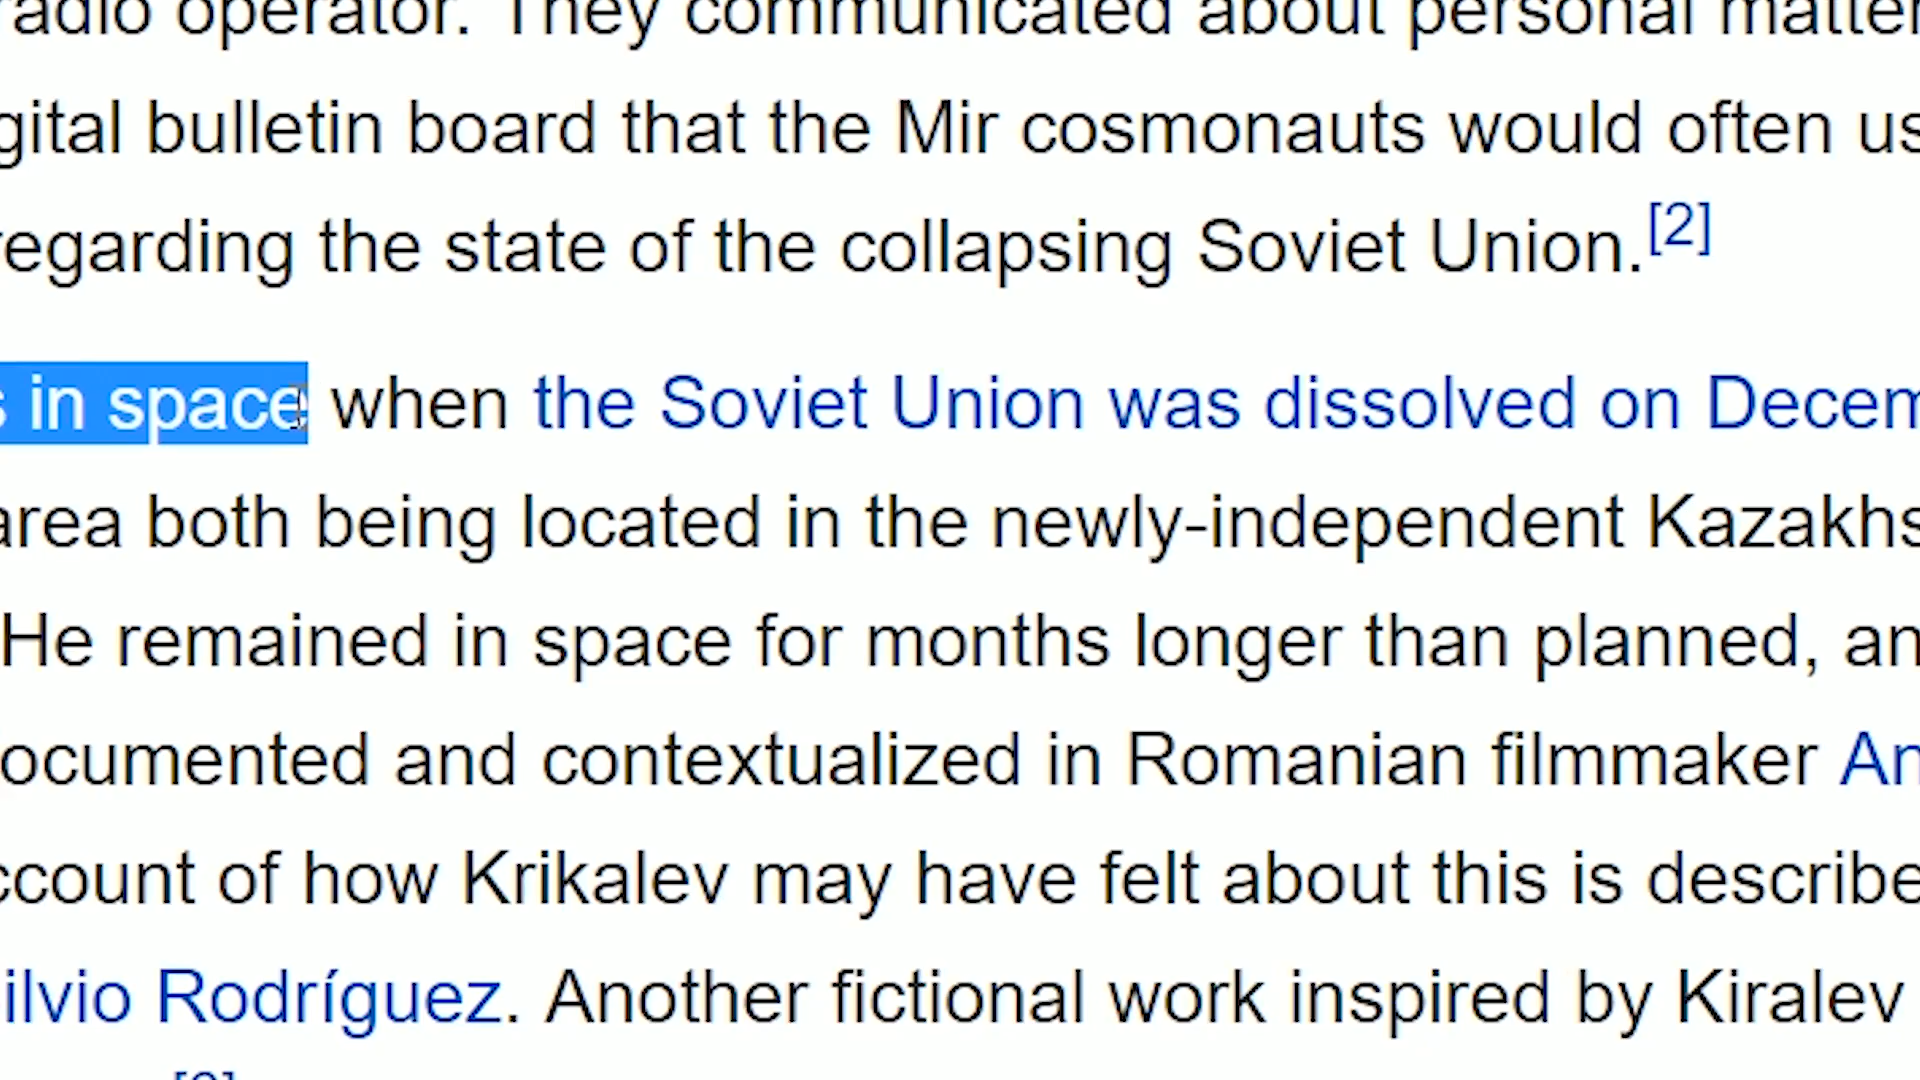 radio operator. They communicated about personal matter
gital bulletin board that the Mir cosmonauts would often us
regarding the state of the collapsing Soviet Union.[2]
s in space when the Soviet Union was dissolved on Decem
area both being located in the newly-independent Kazakhs
He remained in space for months longer than planned, an
ocumented and contextualized in Romanian filmmaker An
ccount of how Krikalev may have felt about this is describe
ilvio Rodríguez. Another fictional work inspired by Kiralev